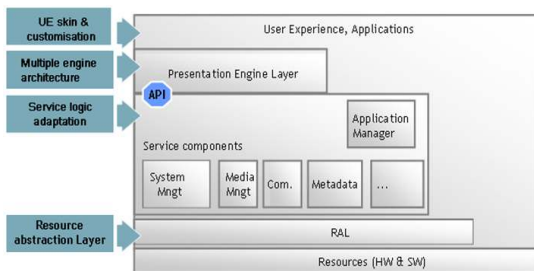 UE skin &
customisation
User Experience, Applications
Multiple engine
architecture
Presentation Engine Layer
API
Service logic
adaptation
Application
Manager
Service components
System
Mngt
Media
Mngt
Com.
Metadata
...
Resource
abstraction Layer
RAL
Resources (HW & SW)